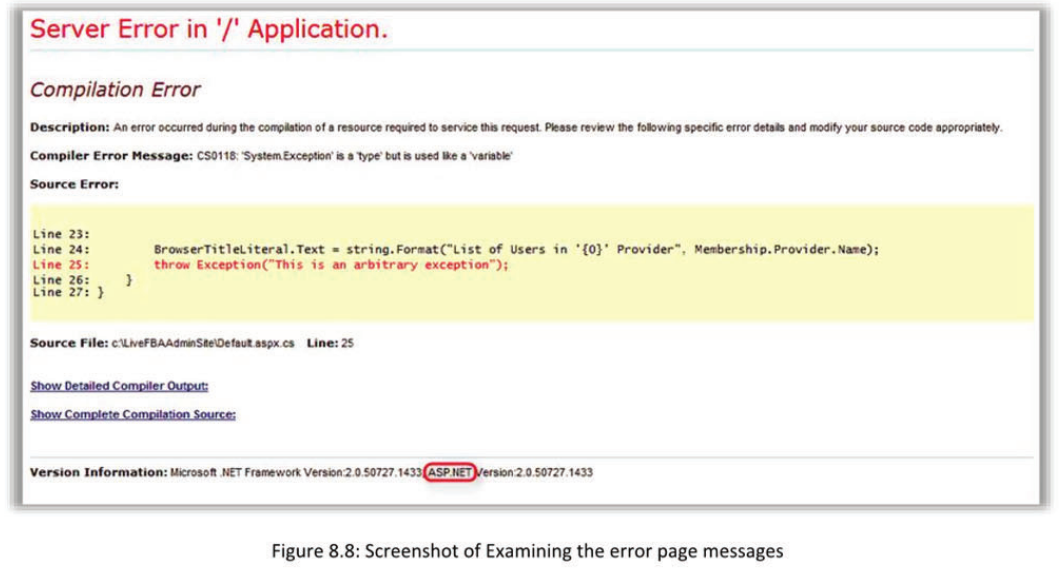 Server Error in '/' Application.
Compilation Error
Description: An error occurred during the compilation of a resource required to service this request. Please review the following specific error details and modify your source code appropriately.
Compiler Error Message: CS0118: 'System.Exception' is a 'type' but is used like a 'variable'
Source Error:
Line 23:
Line 24: BrowserTitleLiteral.Text = string.Format("List of Users in '{0}' Provider", Membership.Provider.Name);
Line 25: throw Exception("This is an arbitrary exception");
Line 26: }
Line 27: }
Source File: c:\LiveFBAAdminSite\Default.aspx.cs Line: 25
Show Detailed Compiler Output:
Show Complete Compilation Source:
Version Information: Microsoft .NET Framework Version:2.0.50727.1433; ASP.NET Version:2.0.50727.1433
Figure 8.8: Screenshot of Examining the error page messages